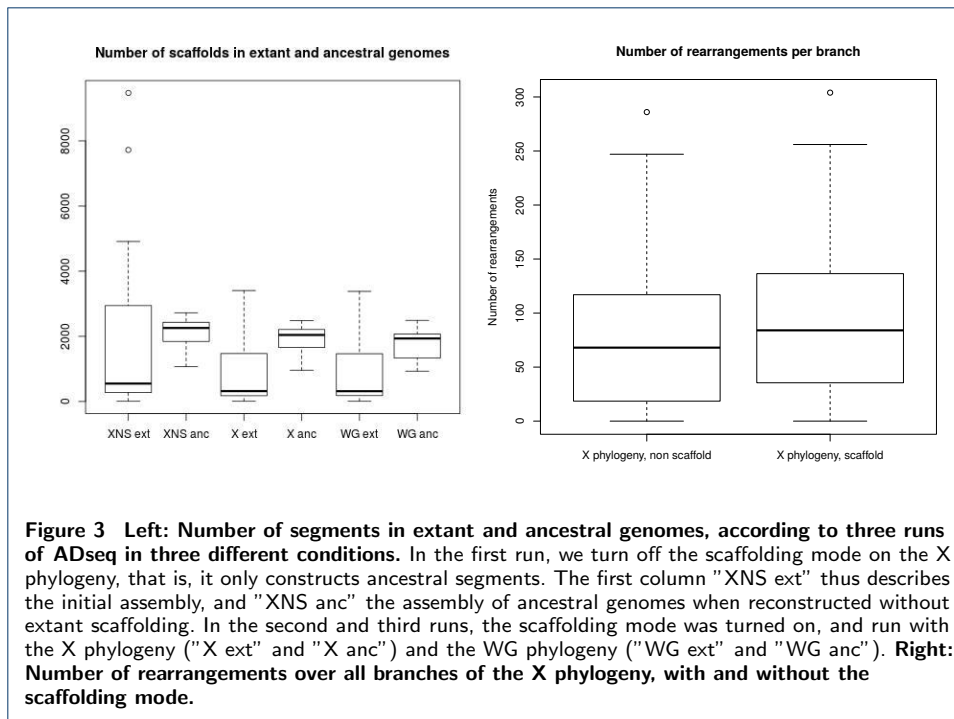 Number of scaffolds in extant and ancestral genomes
8000
6000
4000
2000
0
XNS ext XNS anc X ext X anc WG ext WG anc
Number of rearrangements per branch
Number of rearrangements
300
250
200
150
100
50
0
X phylogeny, non scaffold X phylogeny, scaffold
Figure 3 Left: Number of segments in extant and ancestral genomes, according to three runs
of ADseq in three different conditions. In the first run, we turn off the scaffolding mode on the X
phylogeny, that is, it only constructs ancestral segments. The first column ”XNS ext” thus describes
the initial assembly, and ”XNS anc” the assembly of ancestral genomes when reconstructed without
extant scaffolding. In the second and third runs, the scaffolding mode was turned on, and run with
the X phylogeny (”X ext” and ”X anc”) and the WG phylogeny (”WG ext” and ”WG anc”). Right:
Number of rearrangements over all branches of the X phylogeny, with and without the
scaffolding mode.